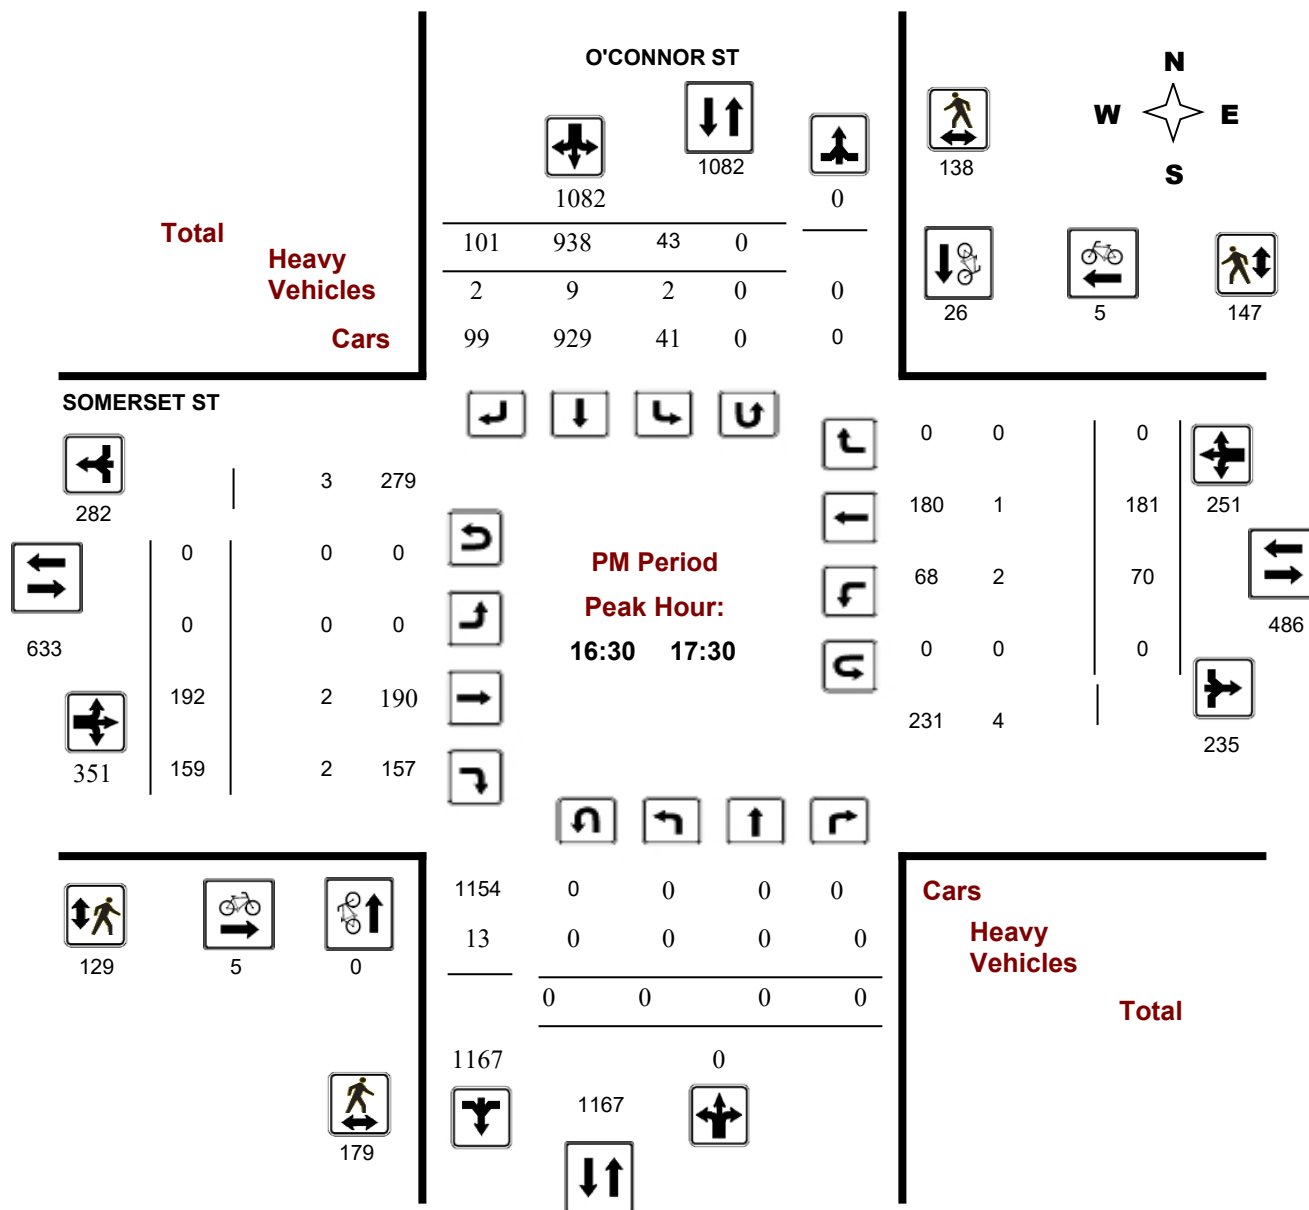 O'CONNOR ST
N
W E
S
1082
138
1082 0
Total 101 938 43 0
Heavy
Vehicles 2 9 2 0 0
26 5 147
Cars 99 929 41 0 0
SOMERSET ST
0 0 0
3 279
282
180 1 181 251
0 0 0
PM Period
68 2 70
Peak Hour:
0 0 0
486
633
16:30 17:30
0 0 0
192 2 190
231 4
235
351 159 2 157
1154 0 0 0 0
Cars
13 0 0 0 0
Heavy
Vehicles
129 5 0
0 0 0 0
Total
1167 0
1167
179